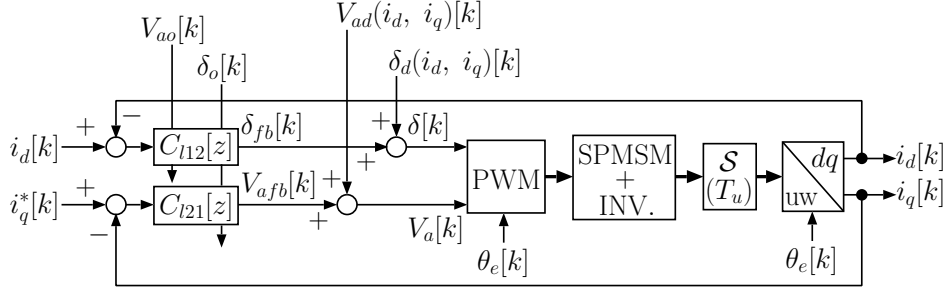 V_{ad}(i_d, i_q)[k]
V_{ao}[k]
δ_o[k]
δ_d(i_d, i_q)[k]
−
+
i_d[k]
C_{l12}[z]
δ_{fb}[k]
+
+
δ[k]
PWM
SPMSM
+
INV.
S
(T_u)
dq
uw
i_d[k]
i_q[k]
+
i_q^*[k]
−
C_{l21}[z]
V_{afb}[k]
+
+
V_a[k]
θ_e[k]
θ_e[k]